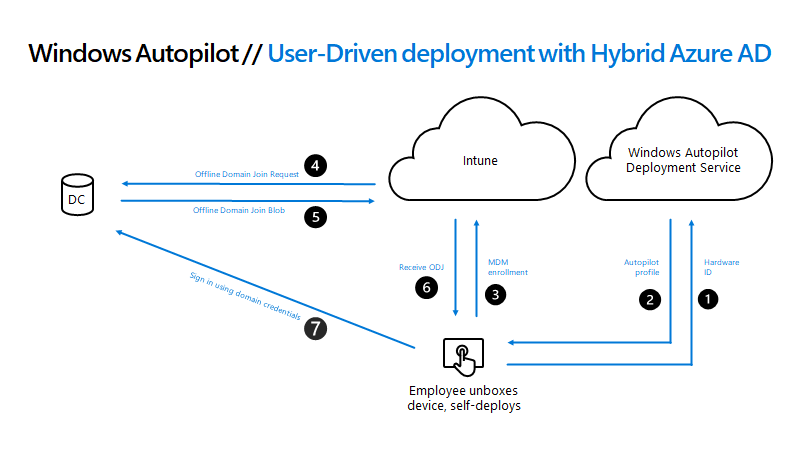 Windows Autopilot // User-Driven deployment with Hybrid Azure AD
Intune
Windows Autopilot
Deployment Service
4
Offline Domain Join Request
DC
Offline Domain Join Blob
5
Receive ODJ
6
MDM
enrollment
3
Autopilot
profile
2
Hardware
ID
1
Sign in using domain credentials
7
Employee unboxes
device, self-deploys